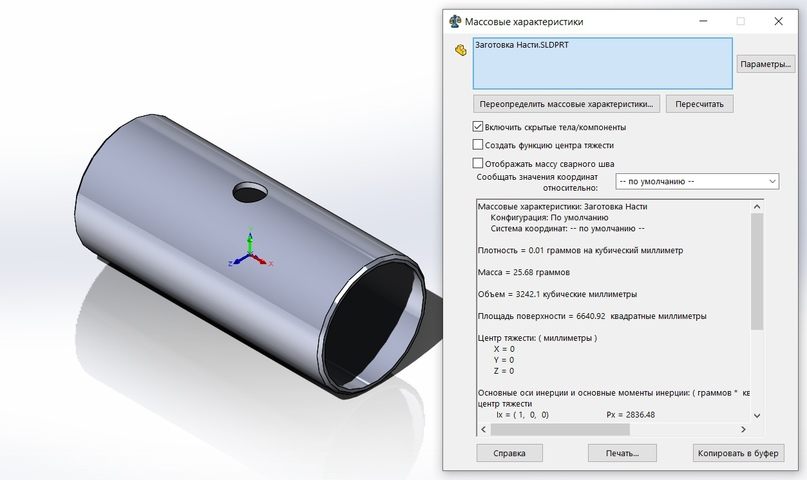 Массовые характеристики
Заготовка Насти.SLDPRT
Параметры...
Переопределить массовые характеристики...
Пересчитать
Включить скрытые тела/компоненты
Создать функцию центра тяжести
Отображать массу сварного шва
Сообщать значения координат
относительно:
-- по умолчанию --
Массовые характеристики: Заготовка Насти
Конфигурация: По умолчанию
Система координат: -- по умолчанию --
Плотность = 0.01 граммов на кубический миллиметр
Масса = 25.68 граммов
Объем = 3242.1 кубические миллиметры
Площадь поверхности = 6640.92 квадратные миллиметры
Центр тяжести: ( миллиметры )
X = 0
Y = 0
Z = 0
Основные оси инерции и основные моменты инерции: ( граммов * кв
центр тяжести
Ix = ( 1, 0, 0) Px = 2836.48
Справка
Печать...
Копировать в буфер
Y
Z
X